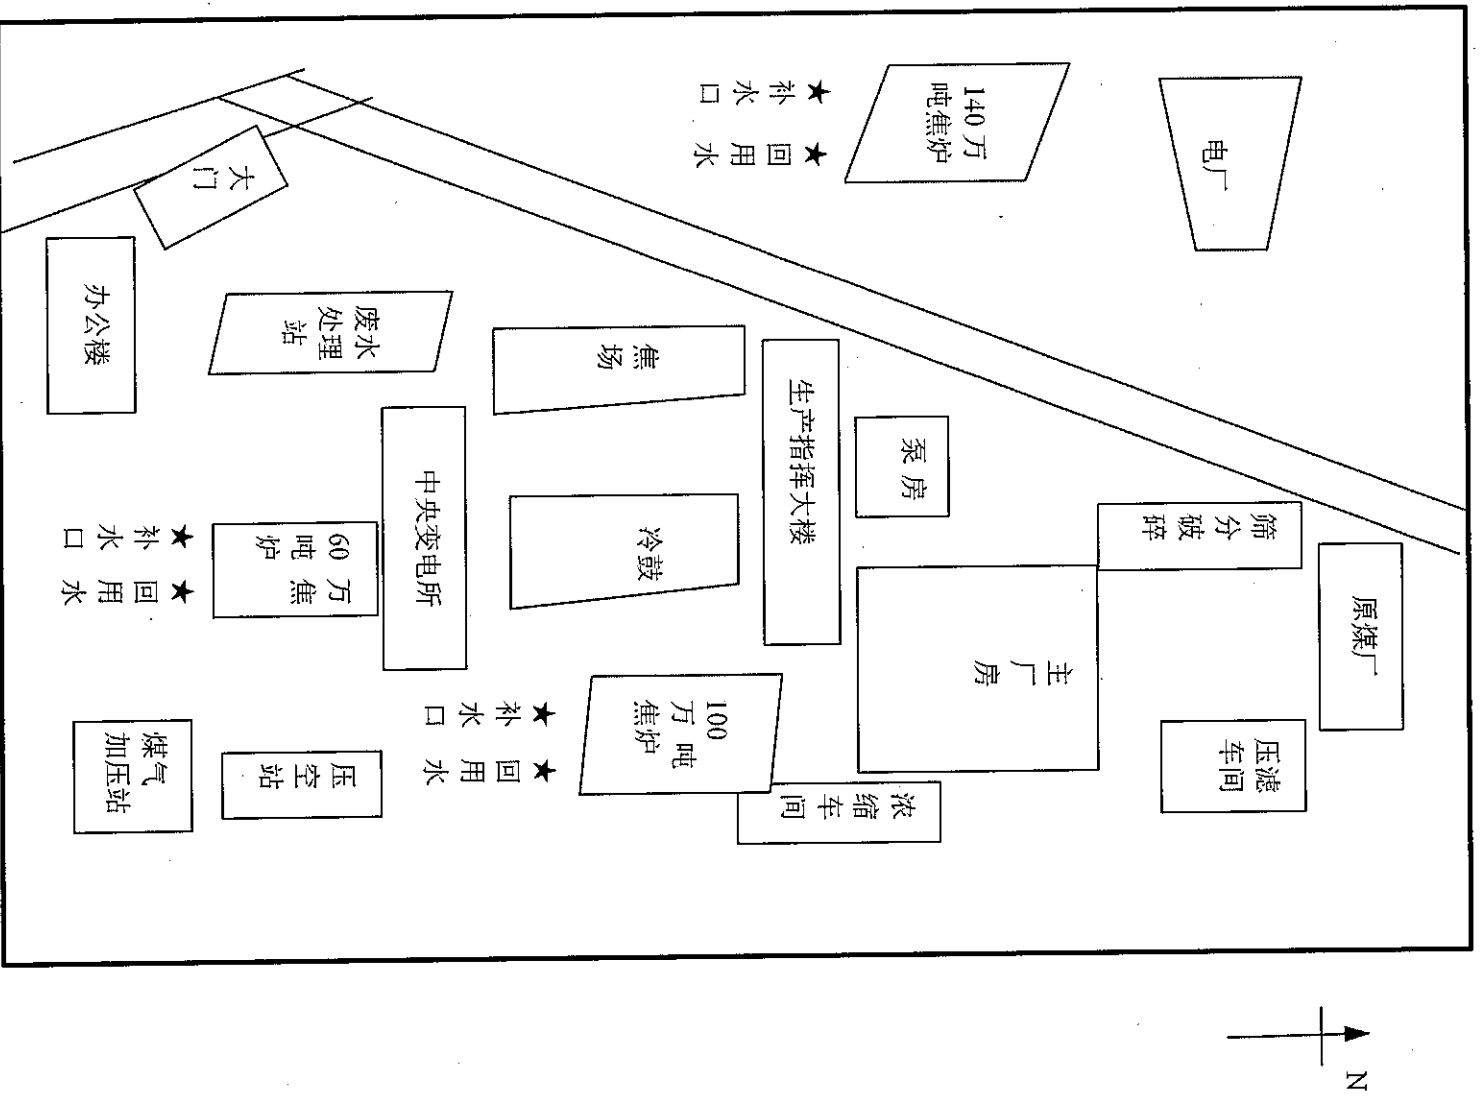 N
原煤厂
电厂
压滤
车间
筛分破碎
主厂房
140万
吨焦炉
泵房
浓缩车间
生产指挥大楼
★补水口
★回用水
100
万 吨
焦炉
焦场
冷鼓
★补水口
★回用水
中央变电所
废水
处理
站
60 万
吨 焦
炉
压空站
大门
★补水口
★回用水
煤气
加压站
办公楼